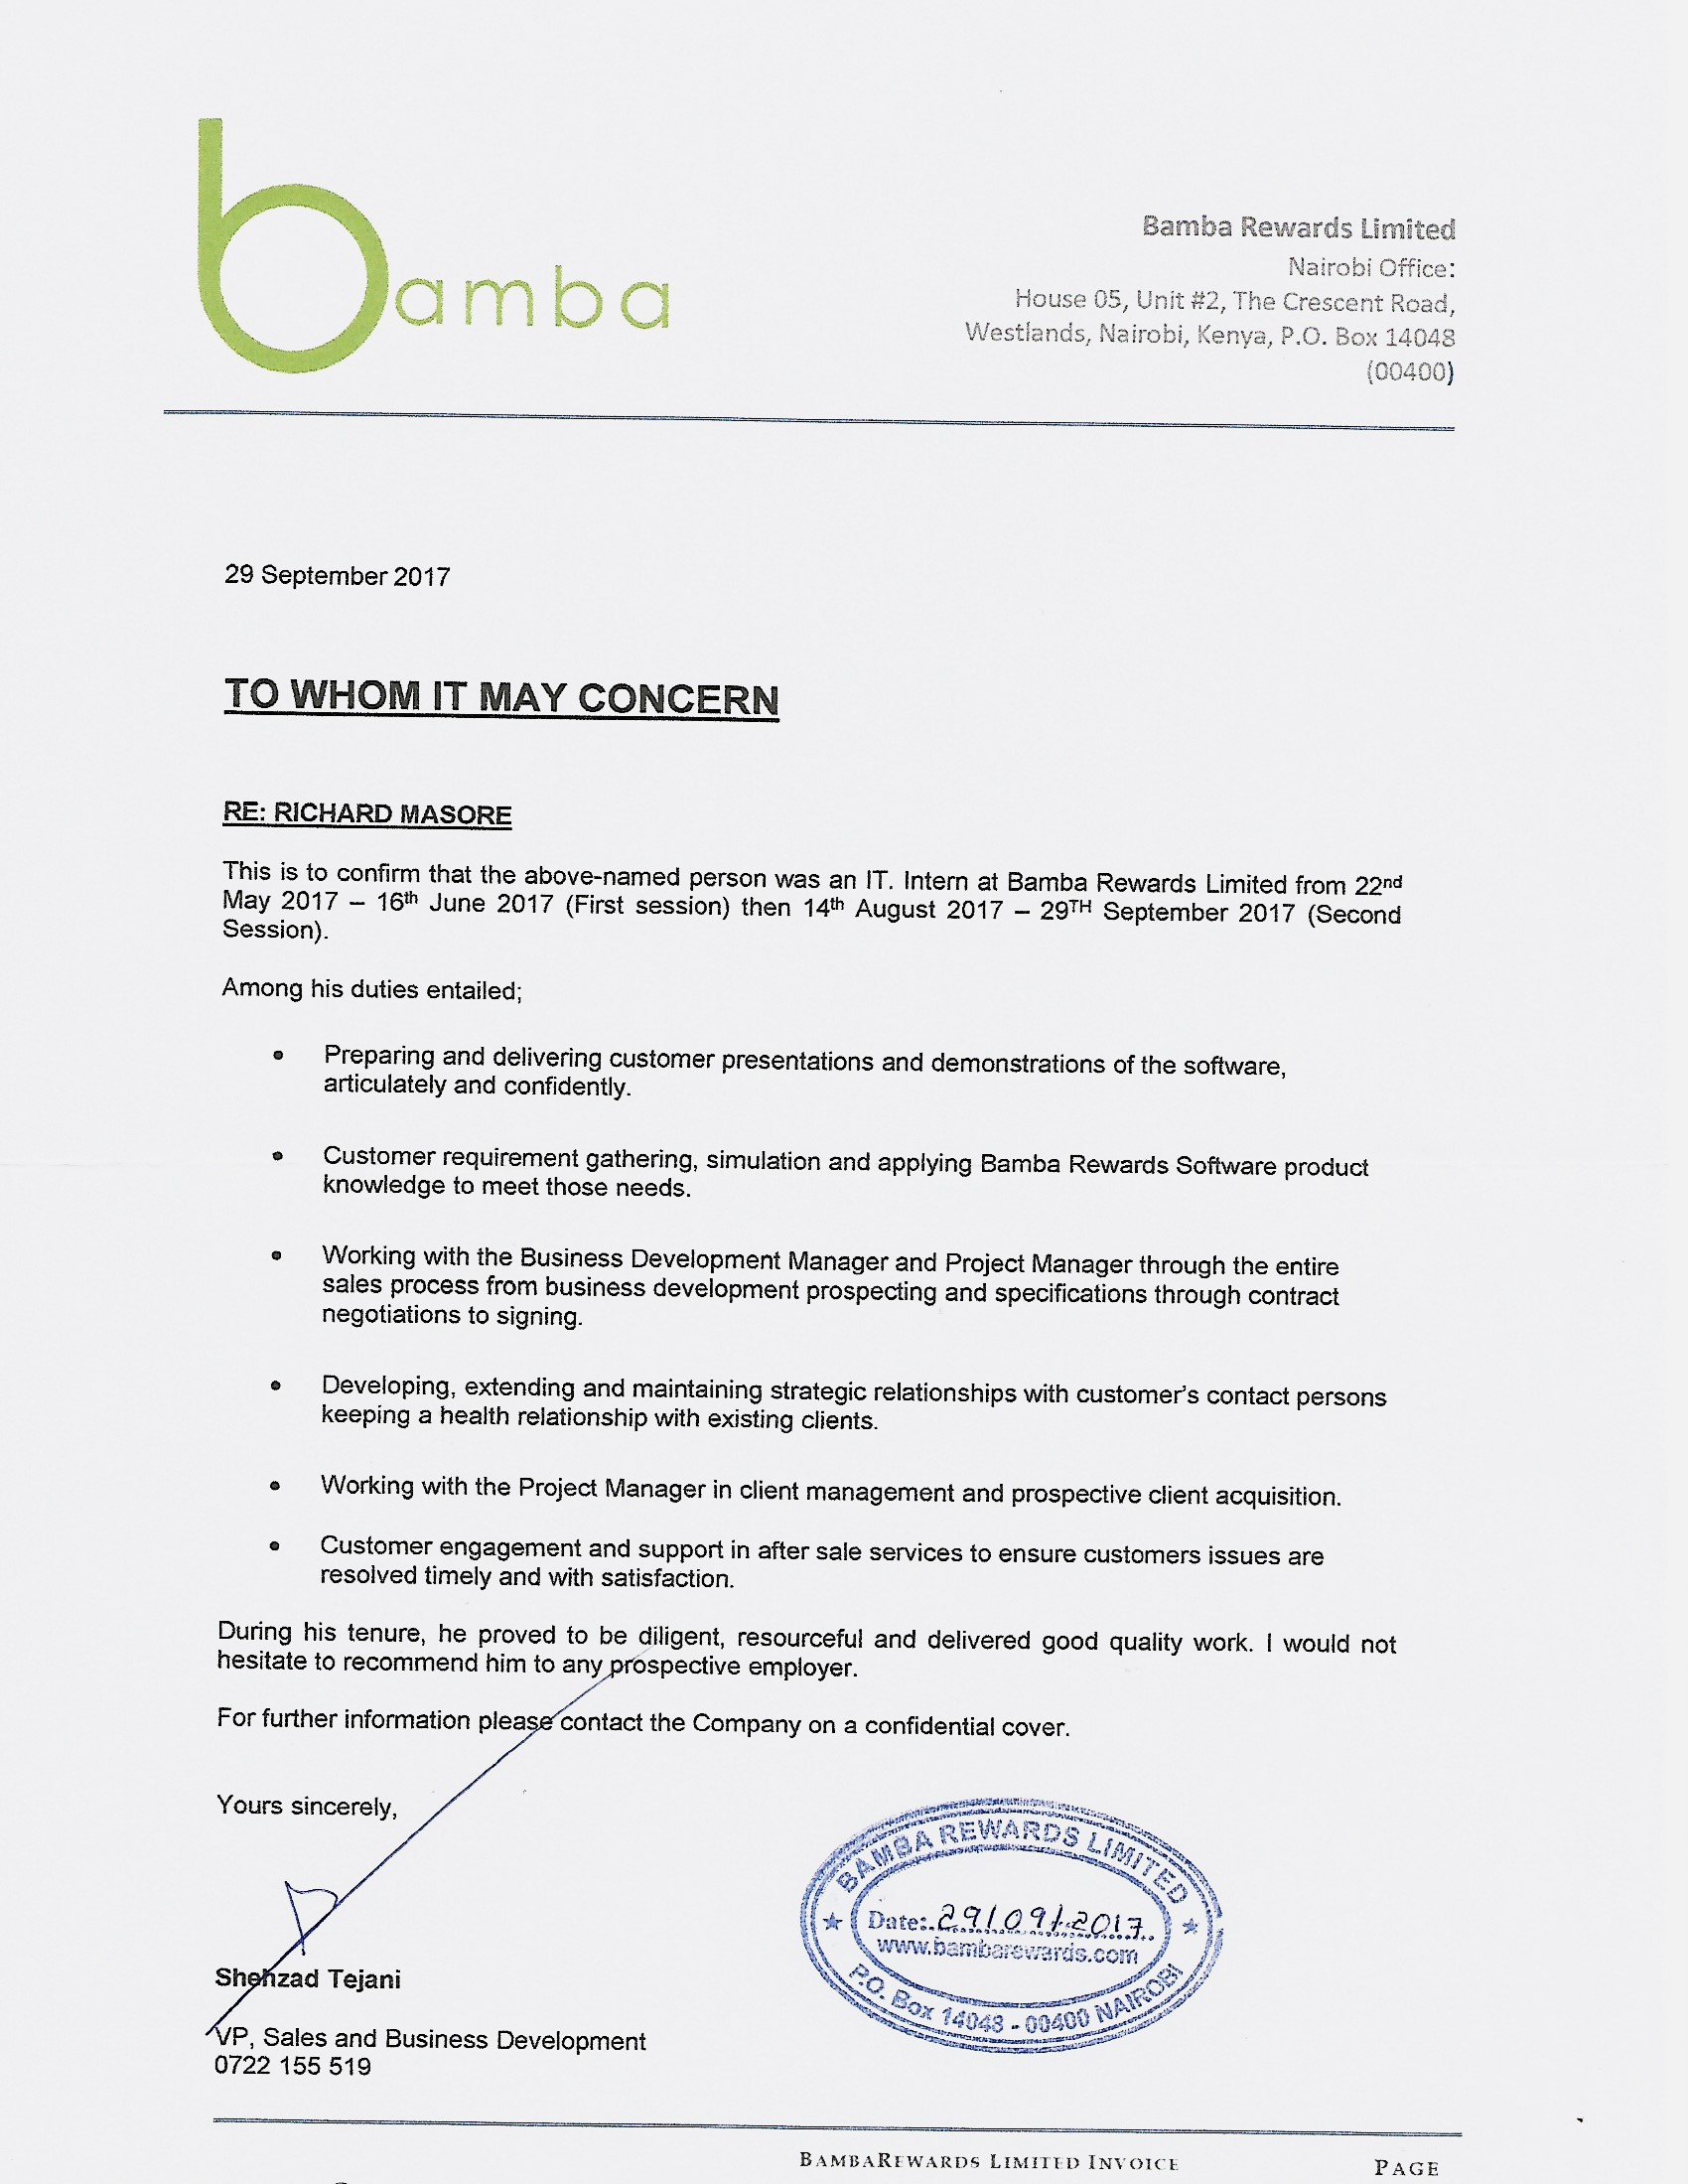 bamba
Bamba Rewards Limited
Nairobi Office:
House 05, Unit #2, The Crescent Road,
Westlands, Nairobi, Kenya, P.O. Box 14048
(00400)
29 September 2017
TO WHOM IT MAY CONCERN
RE: RICHARD MASORE
This is to confirm that the above-named person was an IT. Intern at Bamba Rewards Limited from 22nd
May 2017 – 16th June 2017 (First session) then 14th August 2017 – 29TH September 2017 (Second
Session).
Among his duties entailed;
• Preparing and delivering customer presentations and demonstrations of the software,
articulately and confidently.
• Customer requirement gathering, simulation and applying Bamba Rewards Software product
knowledge to meet those needs.
• Working with the Business Development Manager and Project Manager through the entire
sales process from business development prospecting and specifications through contract
negotiations to signing.
• Developing, extending and maintaining strategic relationships with customer's contact persons
keeping a health relationship with existing clients.
• Working with the Project Manager in client management and prospective client acquisition.
• Customer engagement and support in after sale services to ensure customers issues are
resolved timely and with satisfaction.
During his tenure, he proved to be diligent, resourceful and delivered good quality work. I would not
hesitate to recommend him to any prospective employer.
For further information please contact the Company on a confidential cover.
Yours sincerely,
Shehzad Tejani
VP, Sales and Business Development
0722 155 519
BAMBA REWARDS LIMITED
Date: 29/09/2017
www.bambarewards.com
P.O. Box 14048 - 00400 NAIROBI
BAMBAREWARDS LIMITED INVOICE PAGE